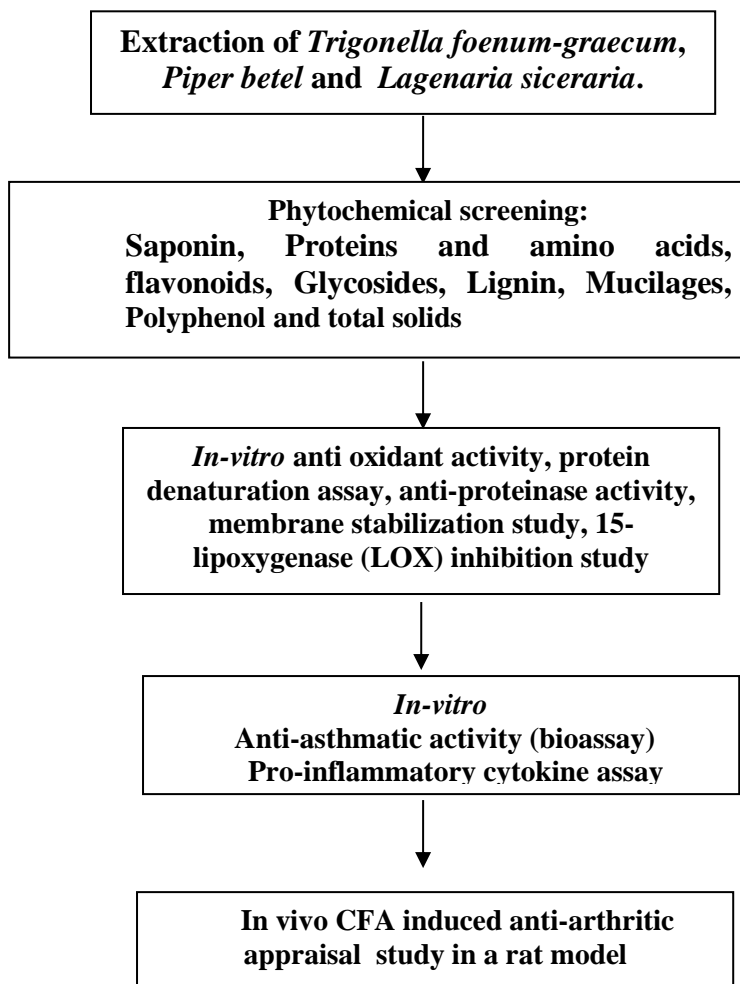 Extraction of Trigonella foenum-graecum,
Piper betel and Lagenaria siceraria.
Phytochemical screening:
Saponin, Proteins and amino acids,
flavonoids, Glycosides, Lignin, Mucilages,
Polyphenol and total solids
In-vitro anti oxidant activity, protein
denaturation assay, anti-proteinase activity,
membrane stabilization study, 15-
lipoxygenase (LOX) inhibition study
In-vitro
Anti-asthmatic activity (bioassay)
Pro-inflammatory cytokine assay
In vivo CFA induced anti-arthritic
appraisal study in a rat model